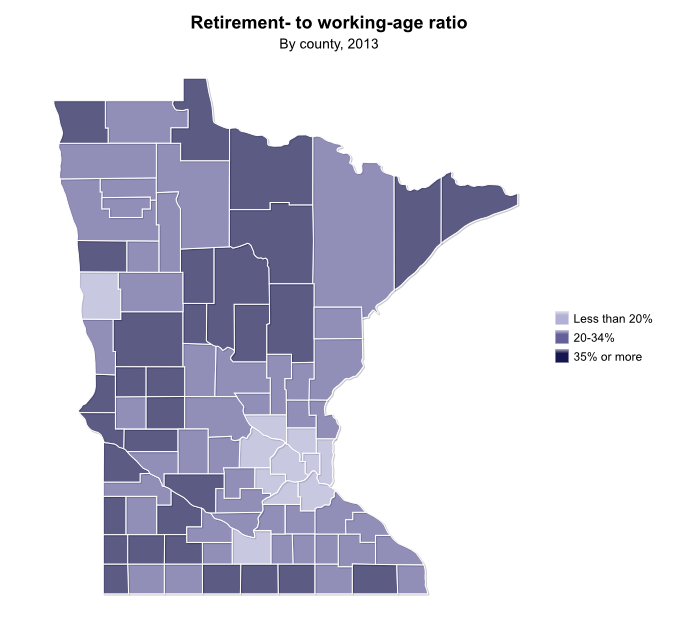 Retirement- to working-age ratio
By county, 2013
Less than 20%
20-34%
35% or more